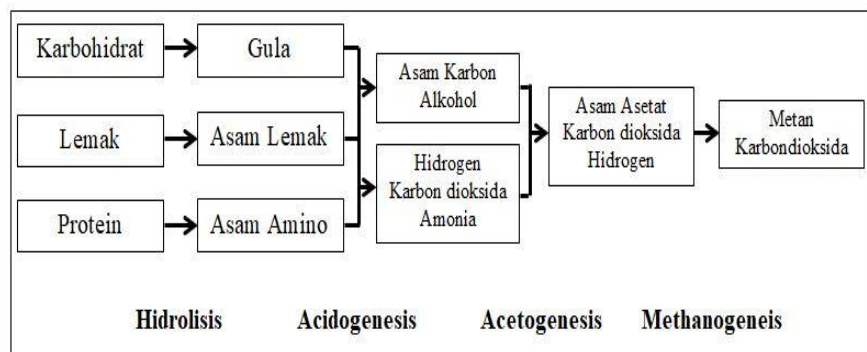 Karbohidrat
Gula
Lemak
Asam Lemak
Protein
Asam Amino
Asam Karbon
Alkohol
Hidrogen
Karbon dioksida
Amonia
Asam Asetat
Karbon dioksida
Hidrogen
Metan
Karbondioksida
Hidrolisis
Acidogenesis
Acetogenesis
Methanogeneis